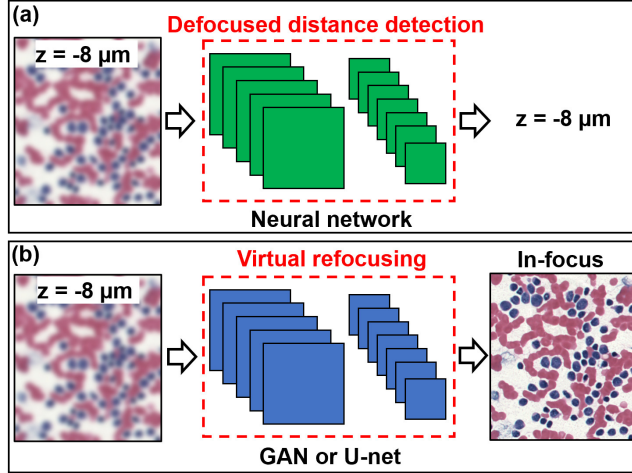 (a)
Defocused distance detection
z = -8 µm
z = -8 µm
Neural network
(b)
Virtual refocusing
In-focus
z = -8 µm
GAN or U-net